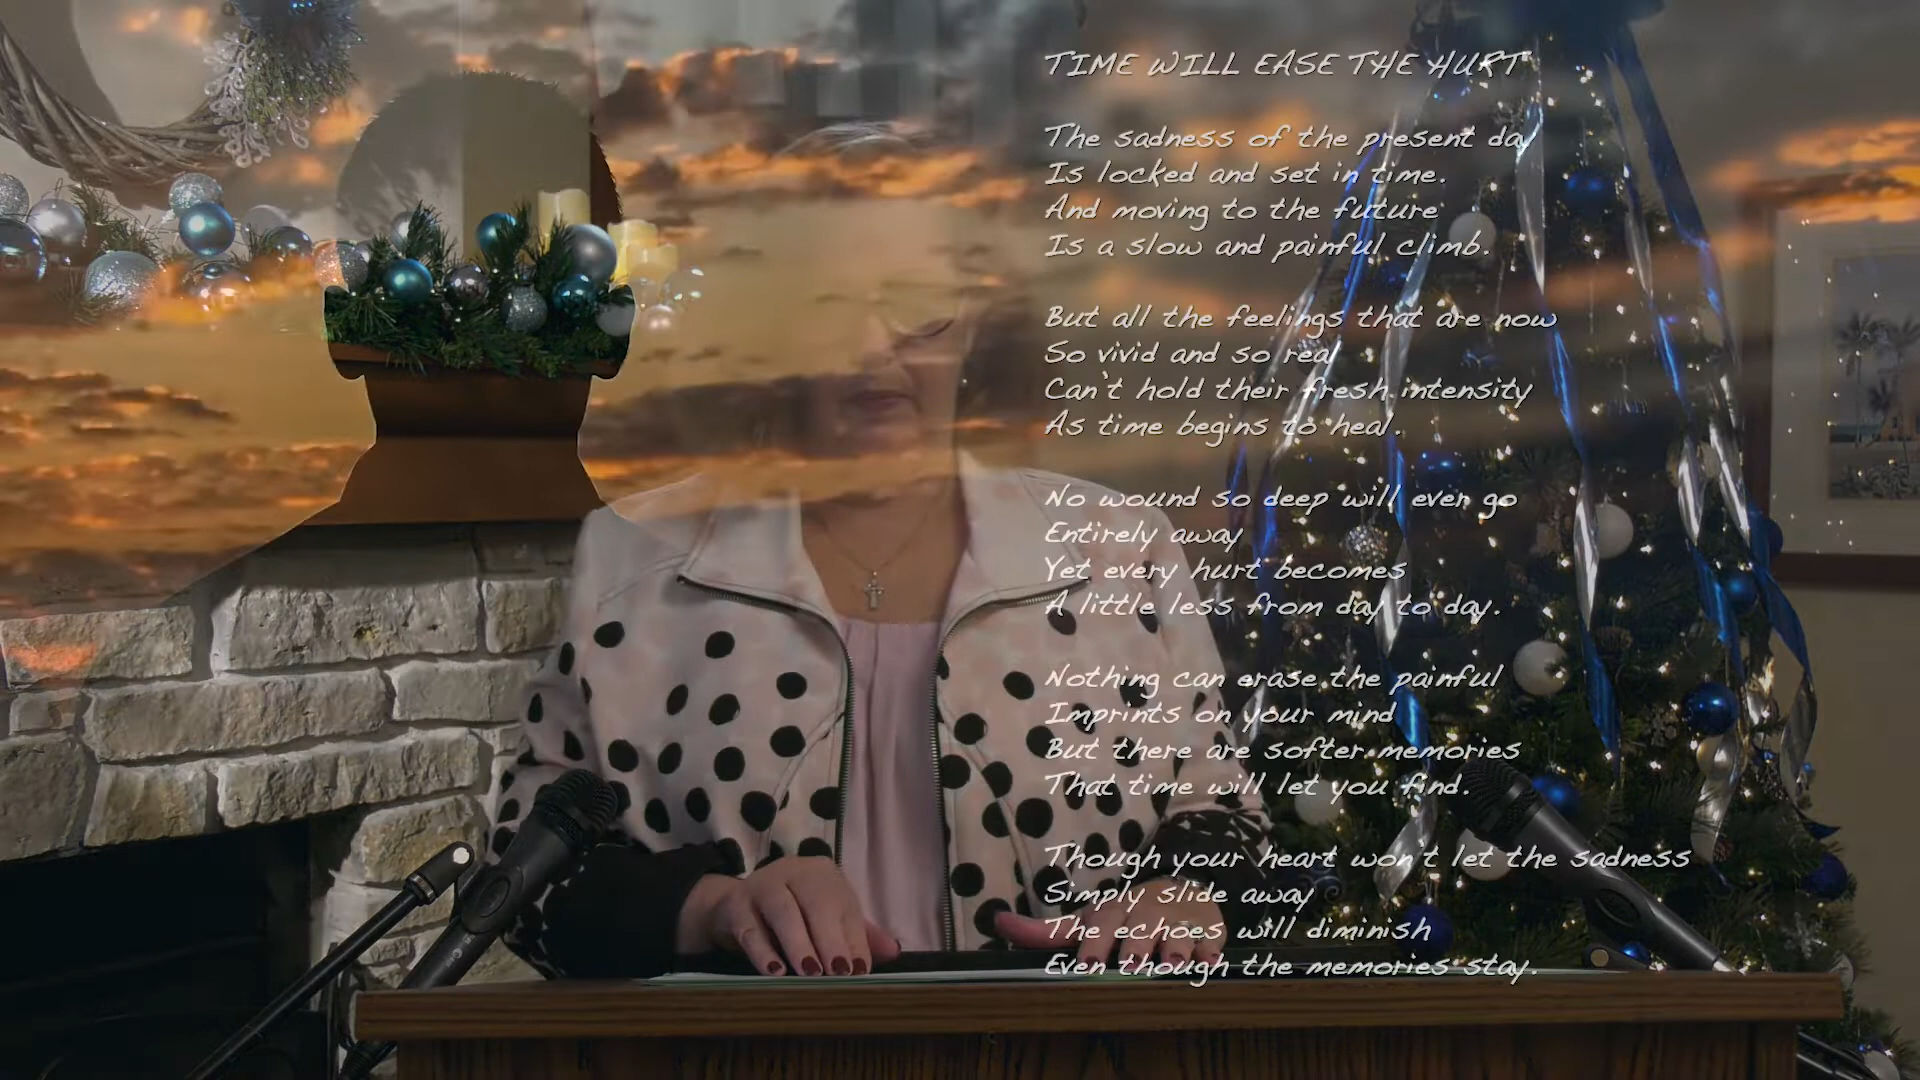 TIME WILL EASE THE HURT
The sadness of the present day
Is locked and set in time.
And moving to the future
Is a slow and painful climb.
But all the feelings that are now
So vivid and so real
Can't hold their fresh intensity
As time begins to heal.
No wound so deep will ever go
Entirely away
Yet every hurt becomes
A little less from day to day.
Nothing can erase the painful
Imprints on your mind
But there are softer memories
That time will let you find.
Though your heart won't let the sadness
Simply slide away
The echoes will diminish
Even though the memories stay.